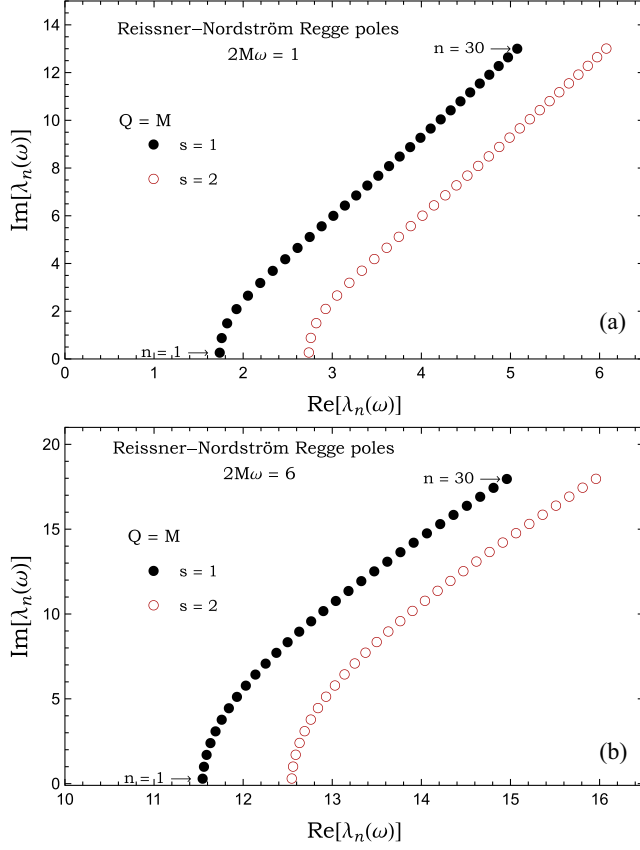 Reissner−Nordström Regge poles
2Mω = 1
n = 30
Q = M
s = 1
s = 2
n = 1
(a)
14
12
10
8
6
4
2
0
Im[λn(ω)]
0 1 2 3 4 5 6
Re[λn(ω)]
Reissner−Nordström Regge poles
2Mω = 6
n = 30
Q = M
s = 1
s = 2
n = 1
(b)
20
15
10
5
0
Im[λn(ω)]
10 11 12 13 14 15 16
Re[λn(ω)]